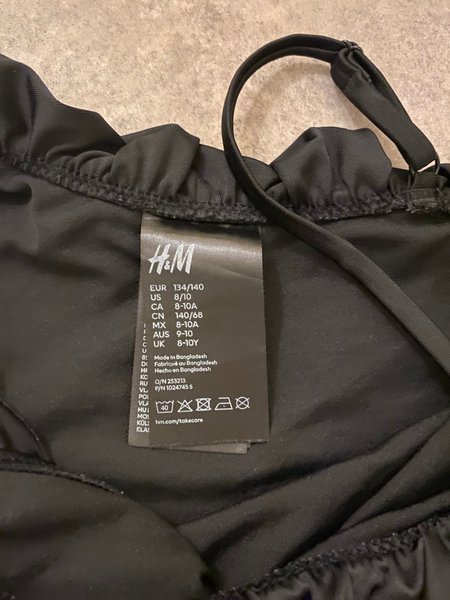 H&M
EUR 134/140
US 8/10
CA 8-10A
CN 140/68
MX 8-10A
AUS 9-10
UK 8-10Y
Made in Bangladesh
Fabriqué au Bangladesh
Hecho en Bangladesh
O/N 253213
P/N 1024745 5
40
hm.com/takecare